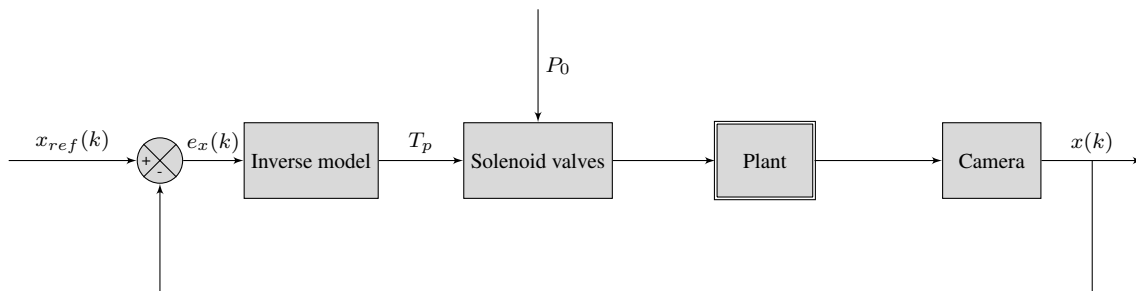 P_0
x_{ref}(k)
+
-
e_x(k)
Inverse model
T_p
Solenoid valves
Plant
Camera
x(k)